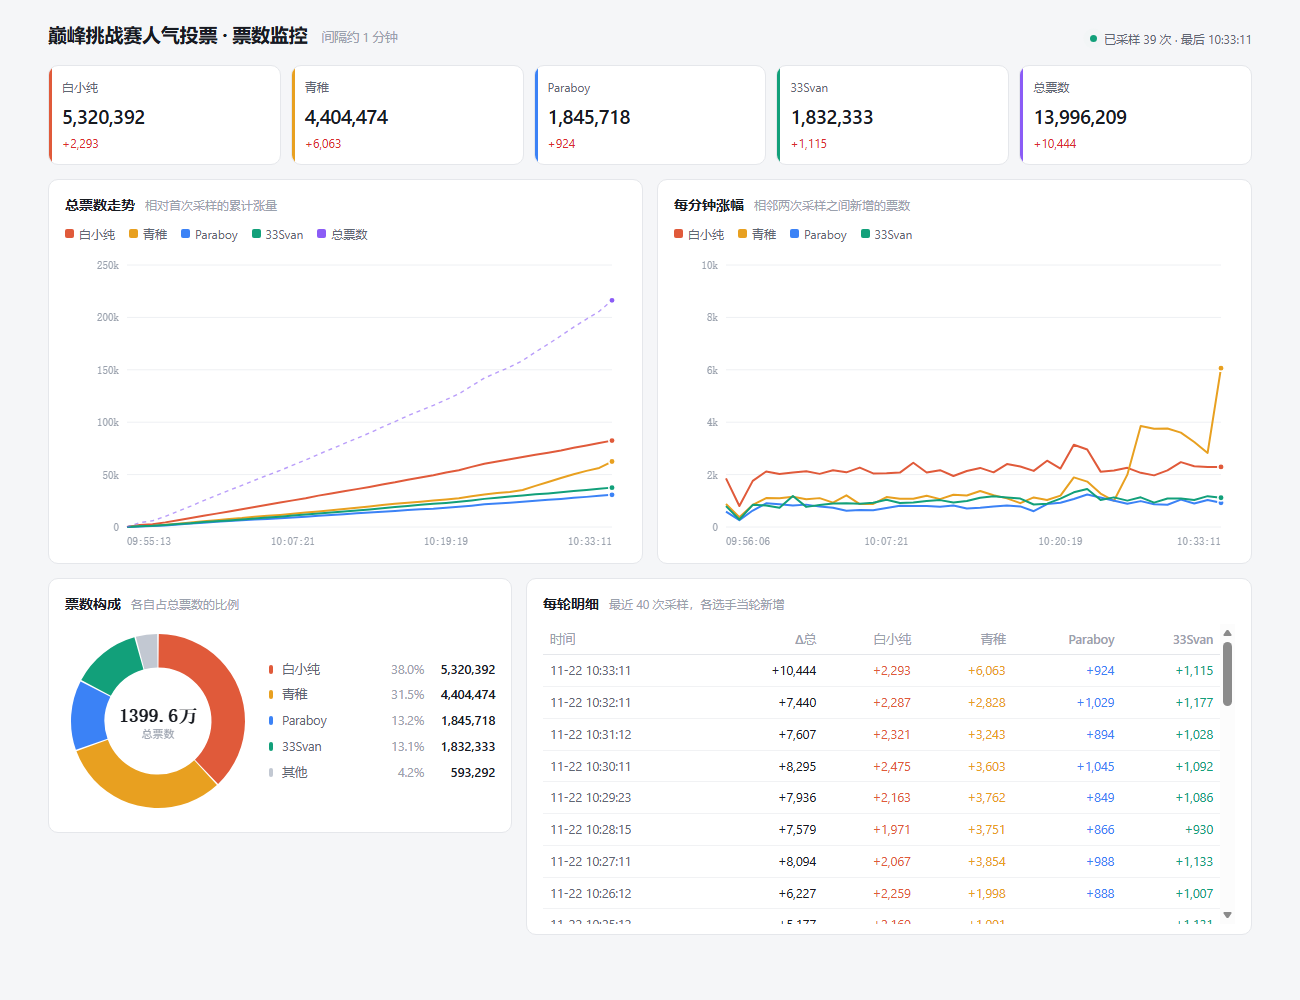 巅峰挑战赛人气投票 · 票数监控 间隔约 1 分钟
已采样 39 次 · 最后 10:33:11
白小纯
5,320,392
+2,293
青稚
4,404,474
+6,063
Paraboy
1,845,718
+924
33Svan
1,832,333
+1,115
总票数
13,996,209
+10,444
总票数走势 相对首次采样的累计涨量
白小纯 青稚 Paraboy 33Svan 总票数
250k
200k
150k
100k
50k
0
09:55:13 10:07:21 10:19:19 10:33:11
每分钟涨幅 相邻两次采样之间新增的票数
白小纯 青稚 Paraboy 33Svan
10k
8k
6k
4k
2k
0
09:56:06 10:07:21 10:20:19 10:33:11
票数构成 各自占总票数的比例
1399.6万
总票数
白小纯 38.0% 5,320,392
青稚 31.5% 4,404,474
Paraboy 13.2% 1,845,718
33Svan 13.1% 1,832,333
其他 4.2% 593,292
每轮明细 最近 40 次采样，各选手当轮新增
时间 Δ总 白小纯 青稚 Paraboy 33Svan
11-22 10:33:11 +10,444 +2,293 +6,063 +924 +1,115
11-22 10:32:11 +7,440 +2,287 +2,828 +1,029 +1,177
11-22 10:31:12 +7,607 +2,321 +3,243 +894 +1,028
11-22 10:30:11 +8,295 +2,475 +3,603 +1,045 +1,092
11-22 10:29:23 +7,936 +2,163 +3,762 +849 +1,086
11-22 10:28:15 +7,579 +1,971 +3,751 +866 +930
11-22 10:27:11 +8,094 +2,067 +3,854 +988 +1,133
11-22 10:26:12 +6,227 +2,259 +1,998 +888 +1,007